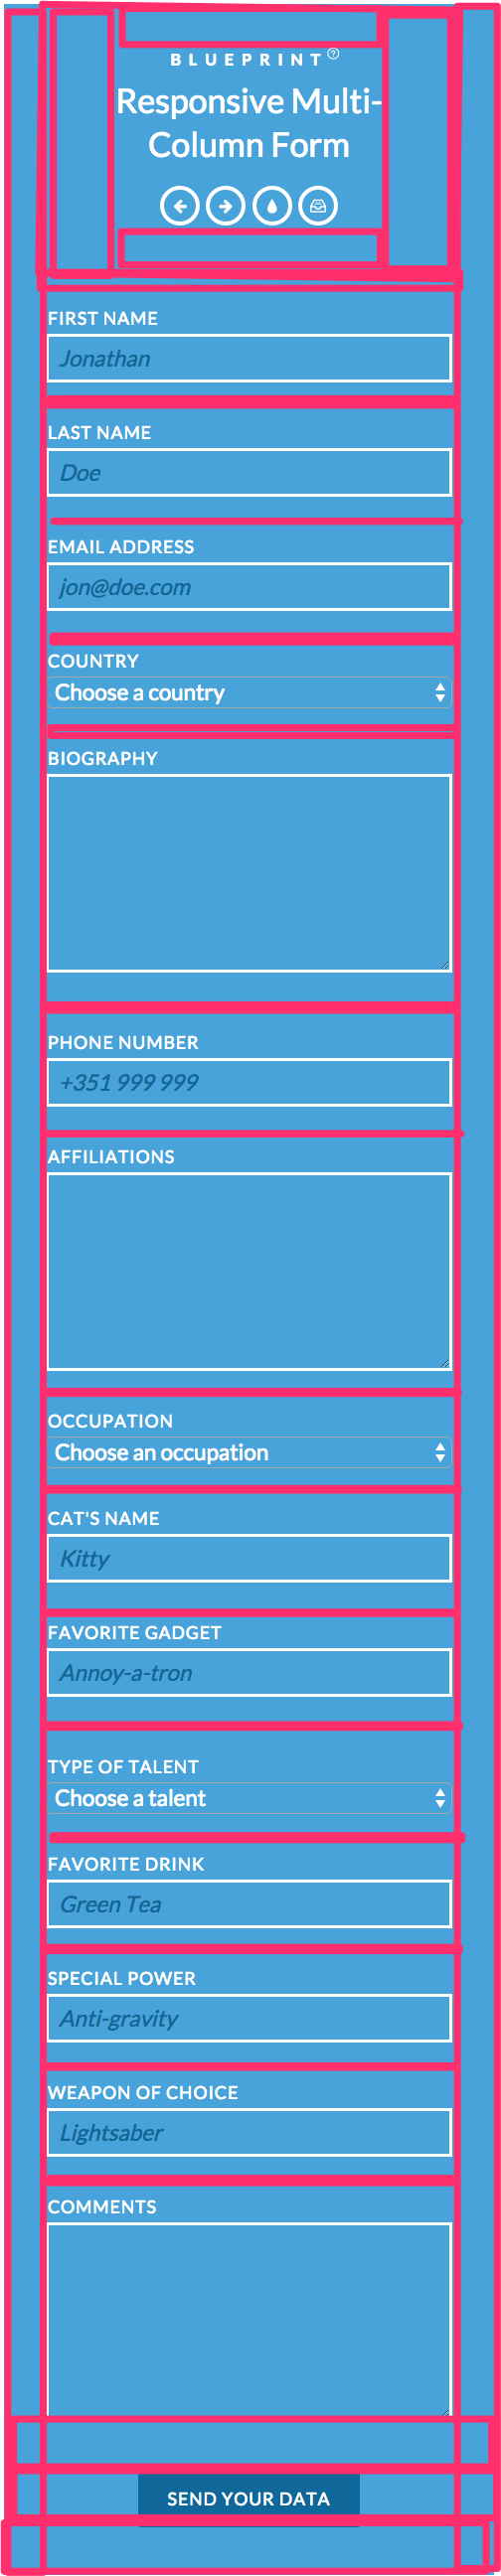 BLUEPRINT
Responsive Multi-
Column Form
FIRST NAME
Jonathan
LAST NAME
Doe
EMAIL ADDRESS
jon@doe.com
COUNTRY
Choose a country
BIOGRAPHY
PHONE NUMBER
+351 999 999
AFFILIATIONS
OCCUPATION
Choose an occupation
CAT'S NAME
Kitty
FAVORITE GADGET
Annoy-a-tron
TYPE OF TALENT
Choose a talent
FAVORITE DRINK
Green Tea
SPECIAL POWER
Anti-gravity
WEAPON OF CHOICE
Lightsaber
COMMENTS
SEND YOUR DATA